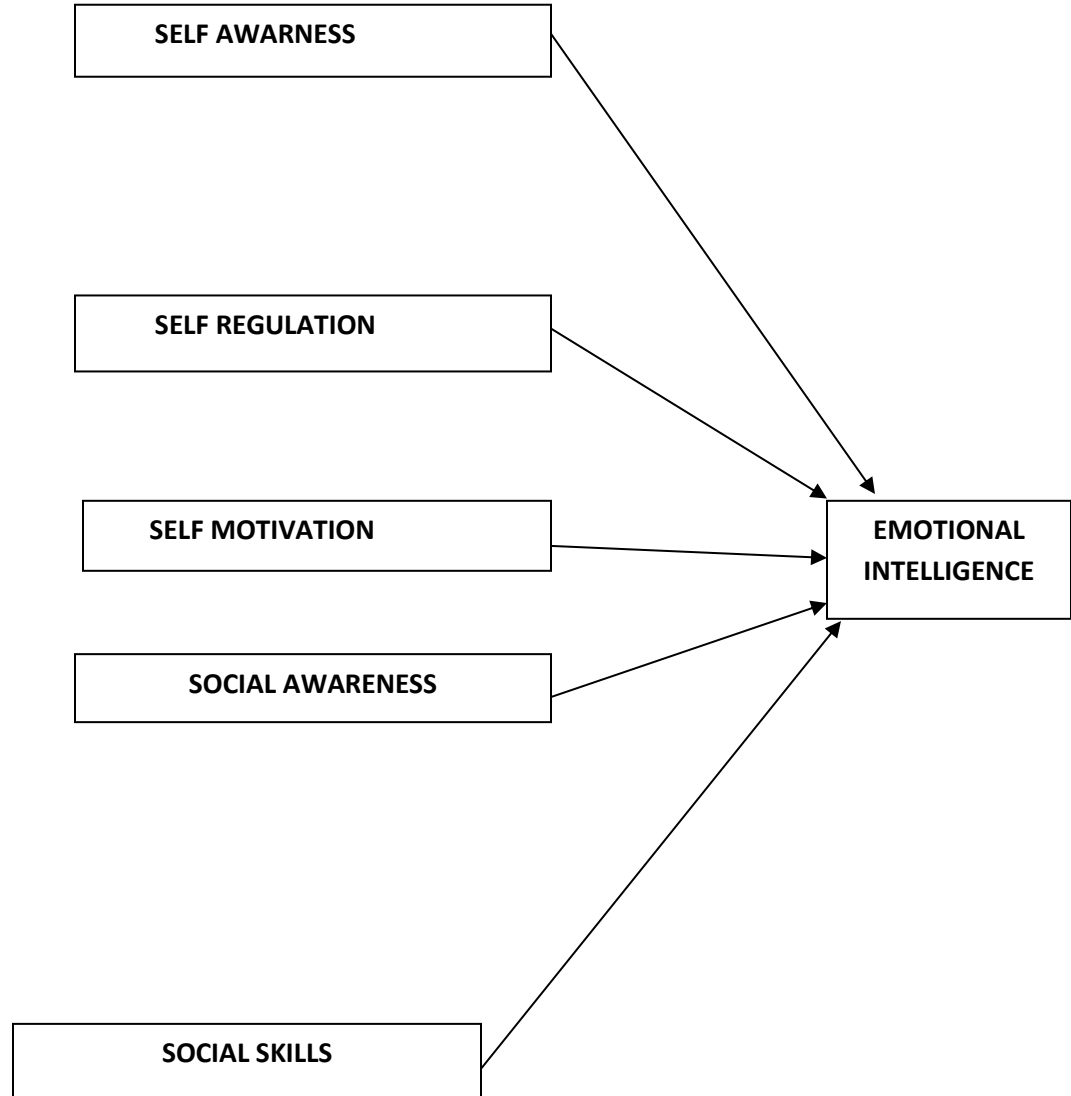 SELF AWARNESS
SELF REGULATION
SELF MOTIVATION
EMOTIONAL
INTELLIGENCE
SOCIAL AWARENESS
SOCIAL SKILLS